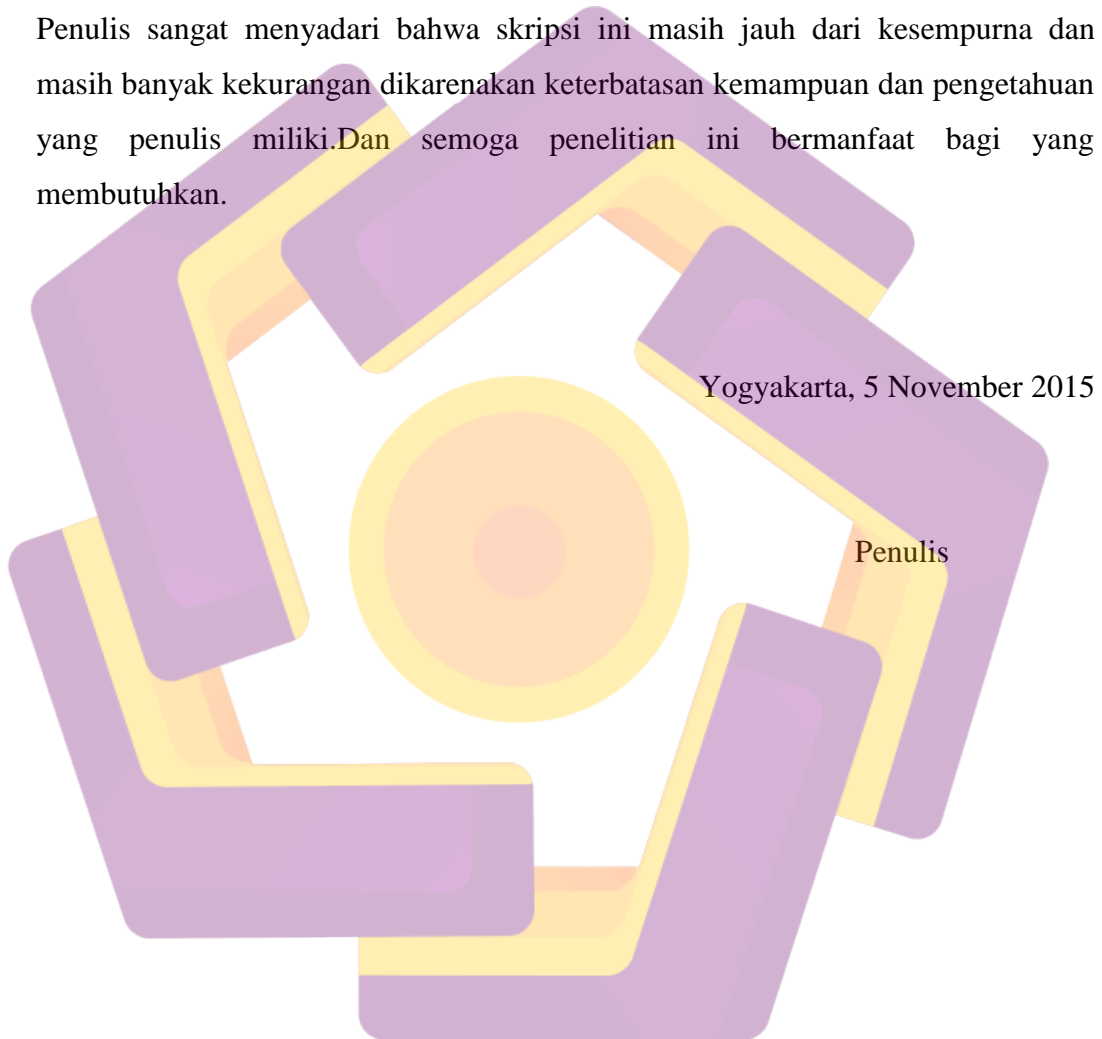 Penulis sangat menyadari bahwa skripsi ini masih jauh dari kesempurna dan
masih banyak kekurangan dikarenakan keterbatasan kemampuan dan pengetahuan
yang penulis miliki.Dan semoga penelitian ini bermanfaat bagi yang
membutuhkan.
Yogyakarta, 5 November 2015
Penulis